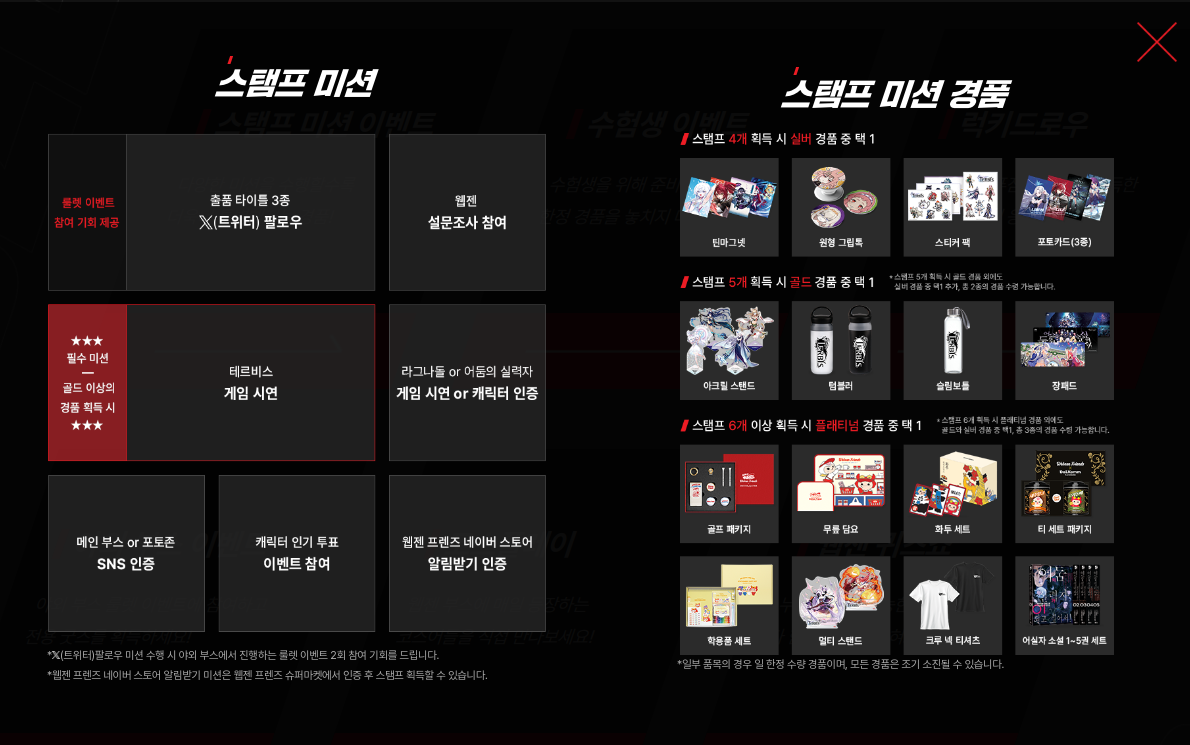 스탬프 미션
룰렛 이벤트
참여 기회 제공
출품 타이틀 3종
𝕏(트위터) 팔로우
웹젠
설문조사 참여
★★★
필수 미션
—
골드 이상의
경품 획득 시
★★★
테르비스
게임 시연
라그나돌 or 어둠의 실력자
게임 시연 or 캐릭터 인증
메인 부스 or 포토존
SNS 인증
캐릭터 인기 투표
이벤트 참여
웹젠 프렌즈 네이버 스토어
알림받기 인증
*𝕏(트위터)팔로우 미션 수행 시 야외 부스에서 진행하는 룰렛 이벤트 2회 참여 기회를 드립니다.
*웹젠 프렌즈 네이버 스토어 알림받기 미션은 웹젠 프렌즈 슈퍼마켓에서 인증 후 스탬프 획득할 수 있습니다.
스탬프 미션 경품
스탬프 4개 획득 시 실버 경품 중 택 1
틴마그넷
원형 그립톡
스티커 팩
포토카드(3종)
스탬프 5개 획득 시 골드 경품 중 택 1
*스탬프 5개 획득 시 골드 경품 외에도
실버 경품 중 택1 추가, 총 2종의 경품 수령 가능합니다.
아크릴 스탠드
텀블러
슬림보틀
장패드
스탬프 6개 이상 획득 시 플래티넘 경품 중 택 1
*스탬프 6개 획득 시 플래티넘 경품 외에도
골드와 실버 경품 중 택1, 총 3종의 경품 수령 가능합니다.
골프 패키지
무릎 담요
화투 세트
티 세트 패키지
학용품 세트
멀티 스탠드
크루 넥 티셔츠
어실자 소설 1~5권 세트
*일부 품목의 경우 일 한정 수량 경품이며, 모든 경품은 조기 소진될 수 있습니다.
스탬프 미션 이벤트
수험생 이벤트
럭키드로우